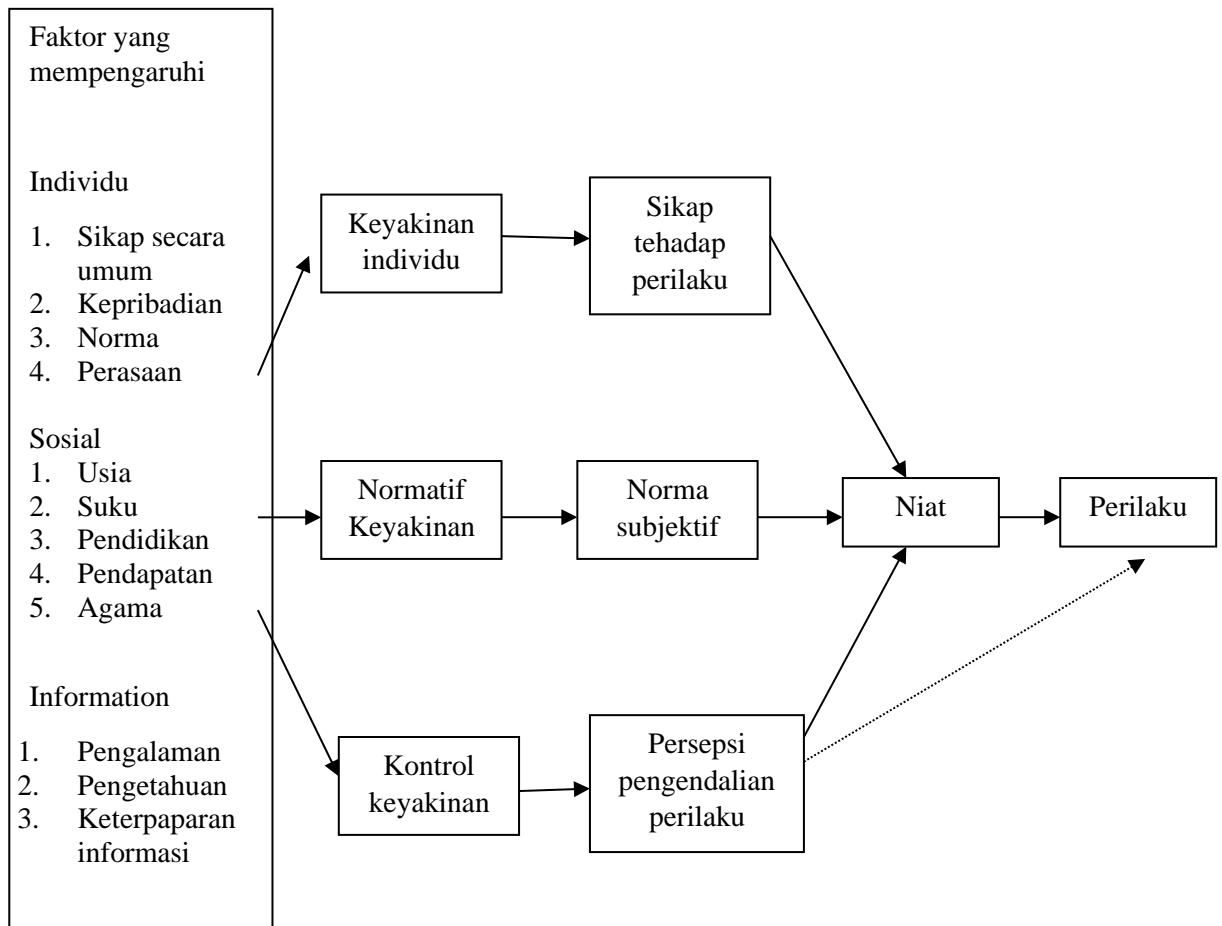 Faktor yang
mempengaruhi
Individu
1. Sikap secara
umum
2. Kepribadian
3. Norma
4. Perasaan
Sosial
1. Usia
2. Suku
3. Pendidikan
4. Pendapatan
5. Agama
Information
1. Pengalaman
2. Pengetahuan
3. Keterpaparan
informasi
Keyakinan
individu
Sikap
tehadap
perilaku
Normatif
Keyakinan
Norma
subjektif
Niat
Perilaku
Kontrol
keyakinan
Persepsi
pengendalian
perilaku